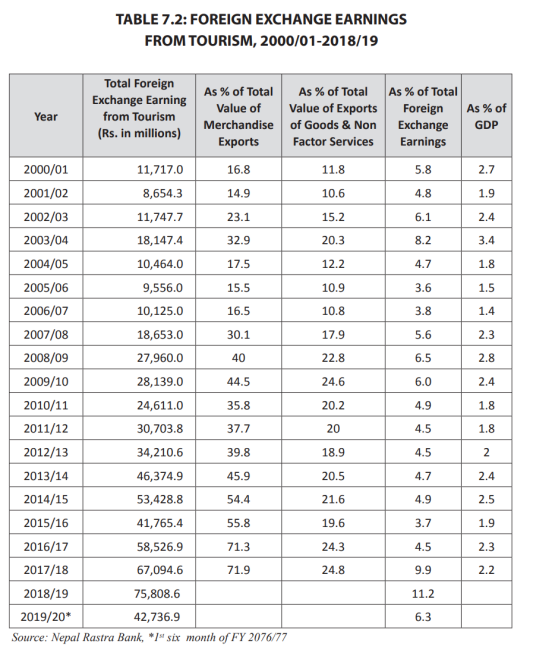 TABLE 7.2: FOREIGN EXCHANGE EARNINGS
FROM TOURISM, 2000/01-2018/19
Year | Total Foreign Exchange Earning from Tourism (Rs. in millions) | As % of Total Value of Merchandise Exports | As % of Total Value of Exports of Goods & Non Factor Services | As % of Total Foreign Exchange Earnings | As % of GDP
2000/01 11,717.0 16.8 11.8 5.8 2.7
2001/02 8,654.3 14.9 10.6 4.8 1.9
2002/03 11,747.7 23.1 15.2 6.1 2.4
2003/04 18,147.4 32.9 20.3 8.2 3.4
2004/05 10,464.0 17.5 12.2 4.7 1.8
2005/06 9,556.0 15.5 10.9 3.6 1.5
2006/07 10,125.0 16.5 10.8 3.8 1.4
2007/08 18,653.0 30.1 17.9 5.6 2.3
2008/09 27,960.0 40 22.8 6.5 2.8
2009/10 28,139.0 44.5 24.6 6.0 2.4
2010/11 24,611.0 35.8 20.2 4.9 1.8
2011/12 30,703.8 37.7 20 4.5 1.8
2012/13 34,210.6 39.8 18.9 4.5 2
2013/14 46,374.9 45.9 20.5 4.7 2.4
2014/15 53,428.8 54.4 21.6 4.9 2.5
2015/16 41,765.4 55.8 19.6 3.7 1.9
2016/17 58,526.9 71.3 24.3 4.5 2.3
2017/18 67,094.6 71.9 24.8 9.9 2.2
2018/19 75,808.6 11.2
2019/20* 42,736.9 6.3
Source: Nepal Rastra Bank, *1st six month of FY 2076/77